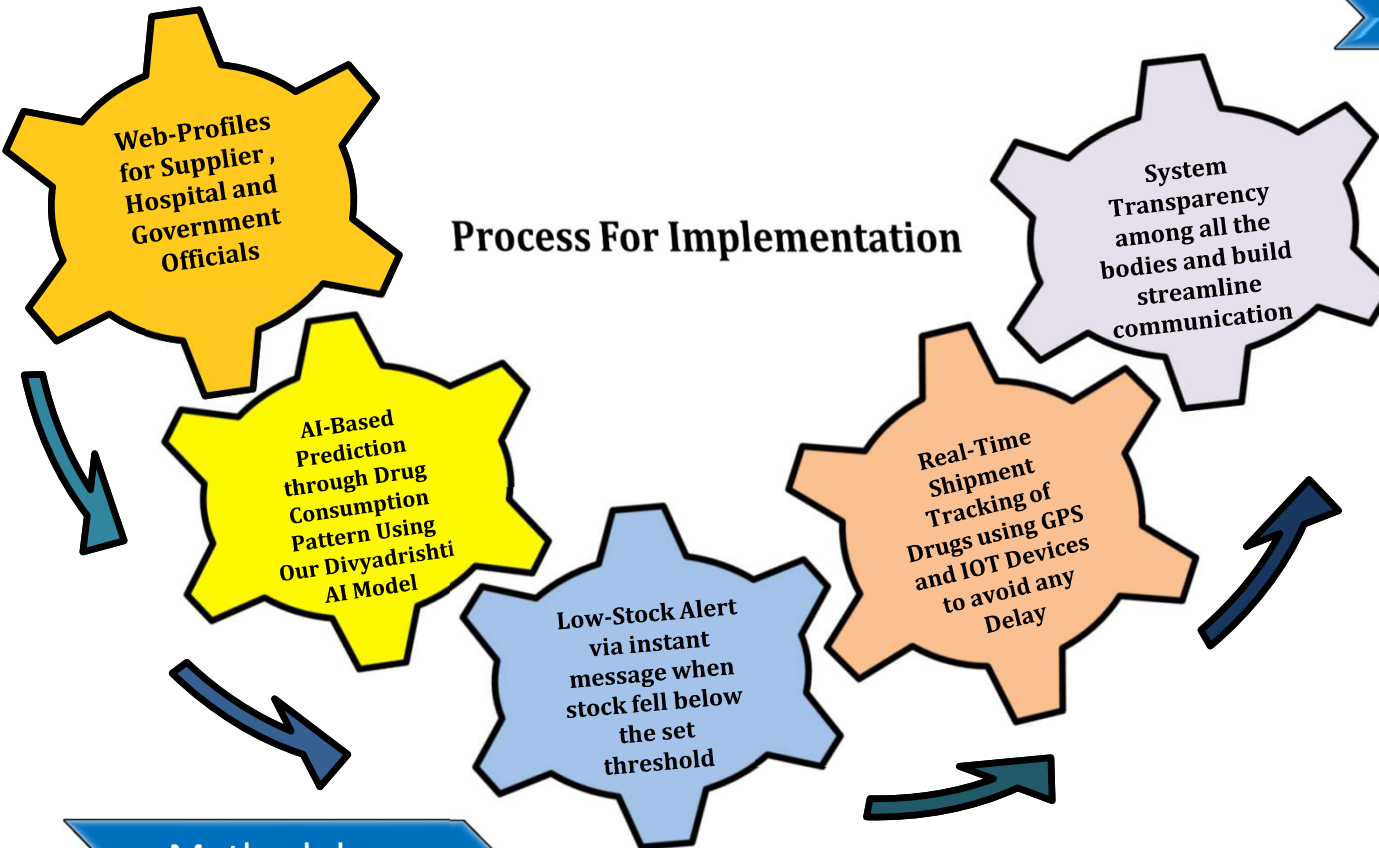 Web-Profiles
for Supplier ,
Hospital and
Government
Officials
Process For Implementation
System
Transparency
among all the
bodies and build
streamline
communication
AI-Based
Prediction
through Drug
Consumption
Pattern Using
Our Divyadrishti
AI Model
Real-Time
Shipment
Tracking of
Drugs using GPS
and IOT Devices
to avoid any
Delay
Low-Stock Alert
via instant
message when
stock fell below
the set
threshold